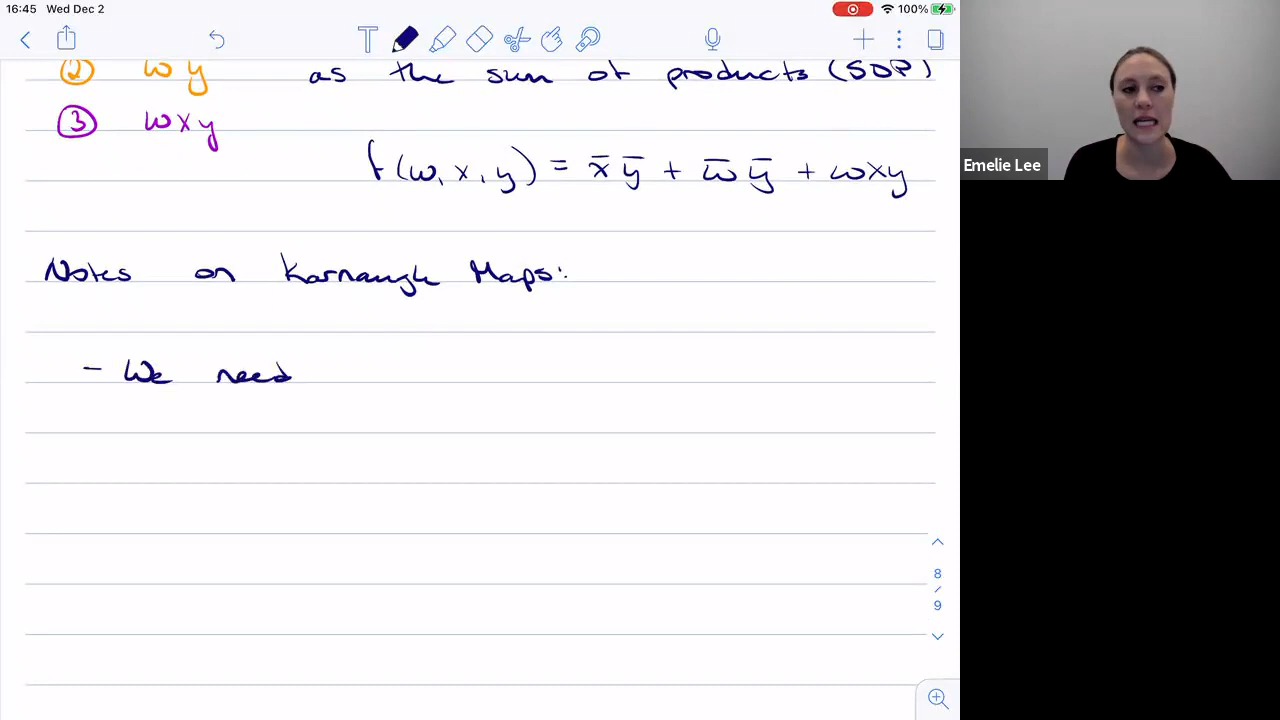 16:45 Wed Dec 2 100%
② w̄ ȳ as the sum of products (SOP)
③ wxy
f(w, x, y) = x̄ ȳ + w̄ ȳ + wxy
Emelie Lee
Notes on Karnaugh Maps:
- We need
8
/
9